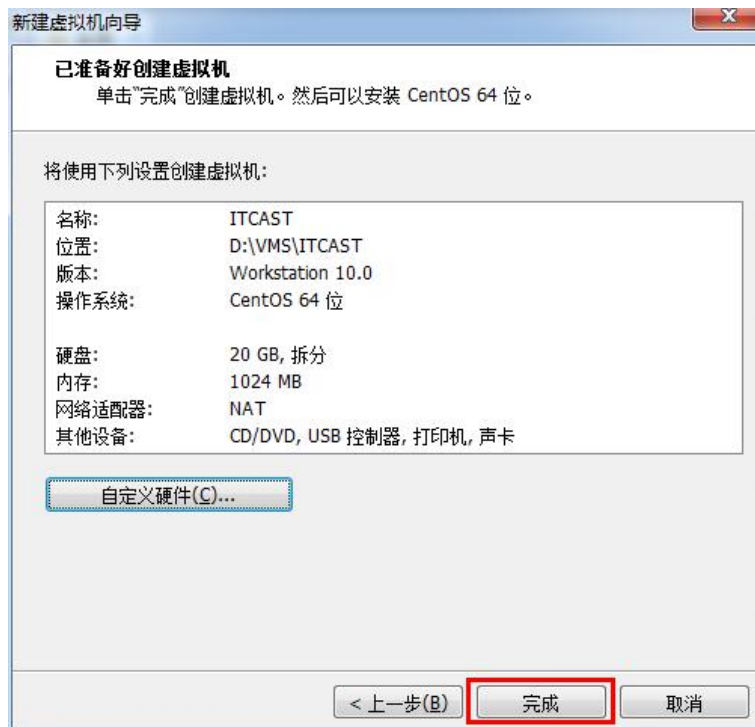 新建虚拟机向导
已准备好创建虚拟机
单击"完成"创建虚拟机。然后可以安装 CentOS 64 位。
将使用下列设置创建虚拟机:
名称: ITCAST
位置: D:\VMS\ITCAST
版本: Workstation 10.0
操作系统: CentOS 64 位
硬盘: 20 GB, 拆分
内存: 1024 MB
网络适配器: NAT
其他设备: CD/DVD, USB 控制器, 打印机, 声卡
自定义硬件(C)...
< 上一步(B) 完成 取消